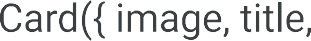 Card({ image, title,